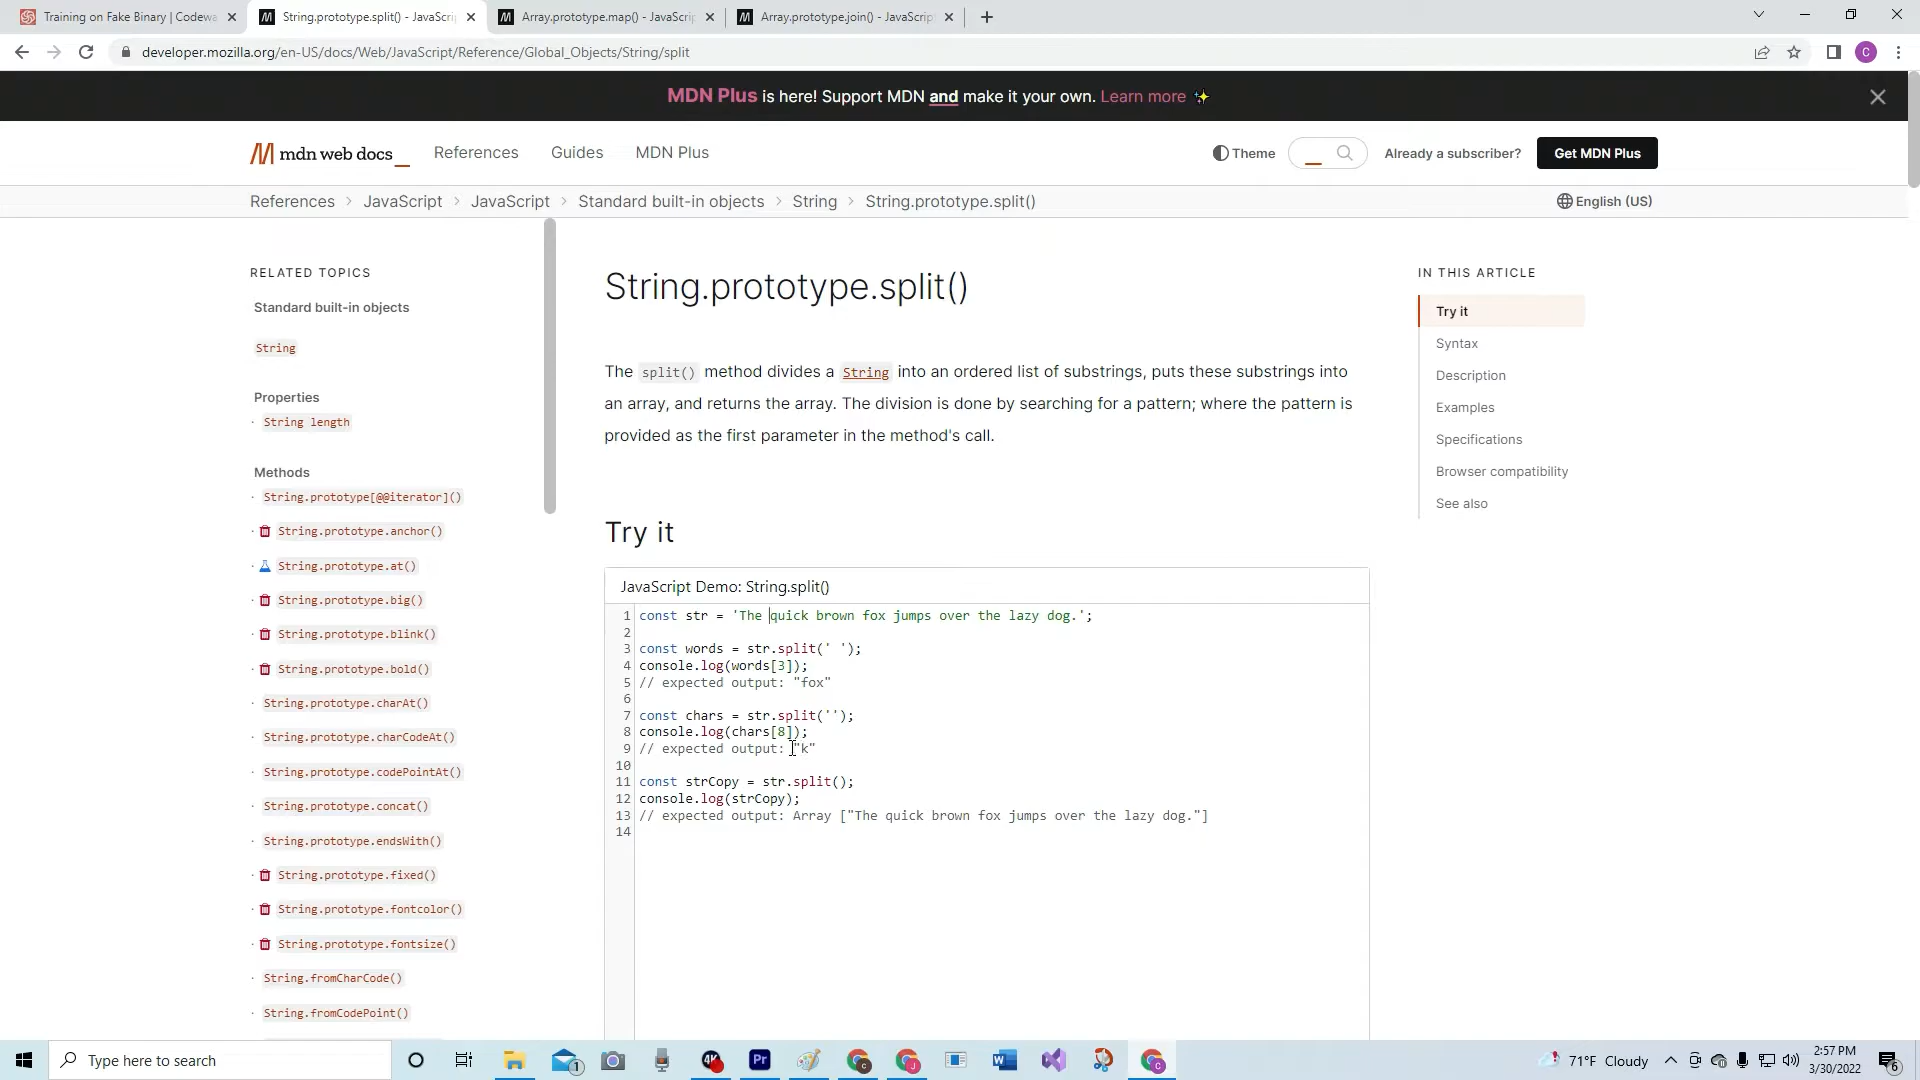 Training on Fake Binary | Codewa
String.prototype.split() - JavaScri
Array.prototype.map() - JavaScrip
Array.prototype.join() - JavaScript
developer.mozilla.org/en-US/docs/Web/JavaScript/Reference/Global_Objects/String/split
C
MDN Plus is here! Support MDN and make it your own. Learn more ✨
mdn web docs_
References
Guides
MDN Plus
Theme
Already a subscriber?
Get MDN Plus
References > JavaScript > JavaScript > Standard built-in objects > String > String.prototype.split()
English (US)
RELATED TOPICS
Standard built-in objects
String
Properties
String length
Methods
String.prototype[@@iterator]()
String.prototype.anchor()
String.prototype.at()
String.prototype.big()
String.prototype.blink()
String.prototype.bold()
String.prototype.charAt()
String.prototype.charCodeAt()
String.prototype.codePointAt()
String.prototype.concat()
String.prototype.endsWith()
String.prototype.fixed()
String.prototype.fontcolor()
String.prototype.fontsize()
String.fromCharCode()
String.fromCodePoint()
String.prototype.split()
The split() method divides a String into an ordered list of substrings, puts these substrings into
an array, and returns the array. The division is done by searching for a pattern; where the pattern is
provided as the first parameter in the method's call.
Try it
JavaScript Demo: String.split()
1 const str = 'The quick brown fox jumps over the lazy dog.';
2
3 const words = str.split(' ');
4 console.log(words[3]);
5 // expected output: "fox"
6
7 const chars = str.split('');
8 console.log(chars[8]);
9 // expected output: "k"
10
11 const strCopy = str.split();
12 console.log(strCopy);
13 // expected output: Array ["The quick brown fox jumps over the lazy dog."]
14
IN THIS ARTICLE
Try it
Syntax
Description
Examples
Specifications
Browser compatibility
See also
Type here to search
1
4K
Pr
71°F Cloudy
2:57 PM
3/30/2022
6